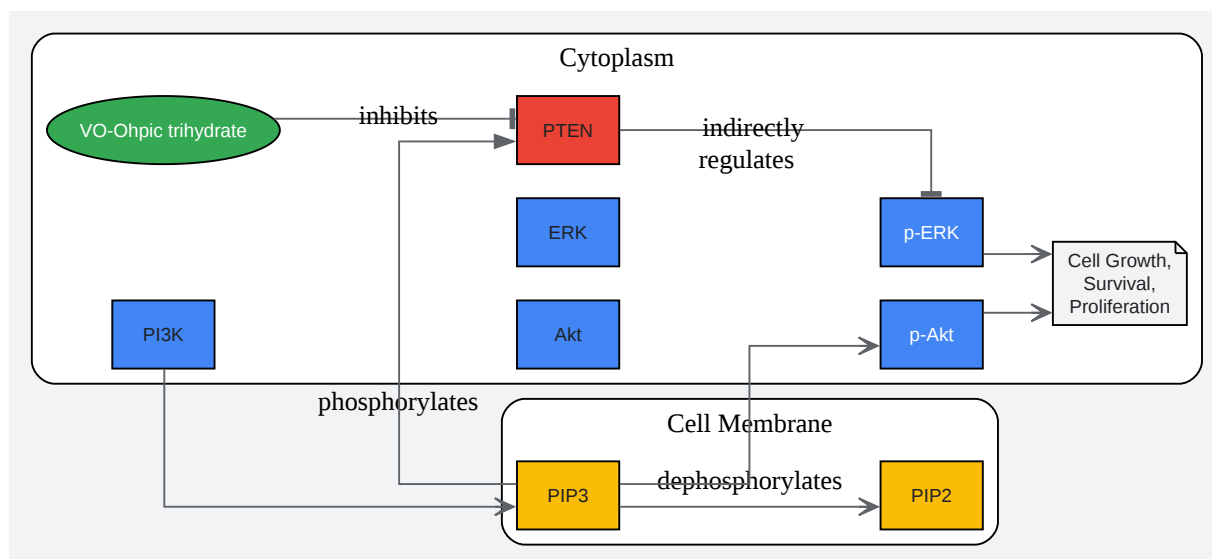 Cytoplasm
VO-Ohpic trihydrate
inhibits
PTEN
indirectly
regulates
ERK
p-ERK
Cell Growth,
Survival,
Proliferation
PI3K
Akt
p-Akt
phosphorylates
Cell Membrane
PIP3
dephosphorylates
PIP2